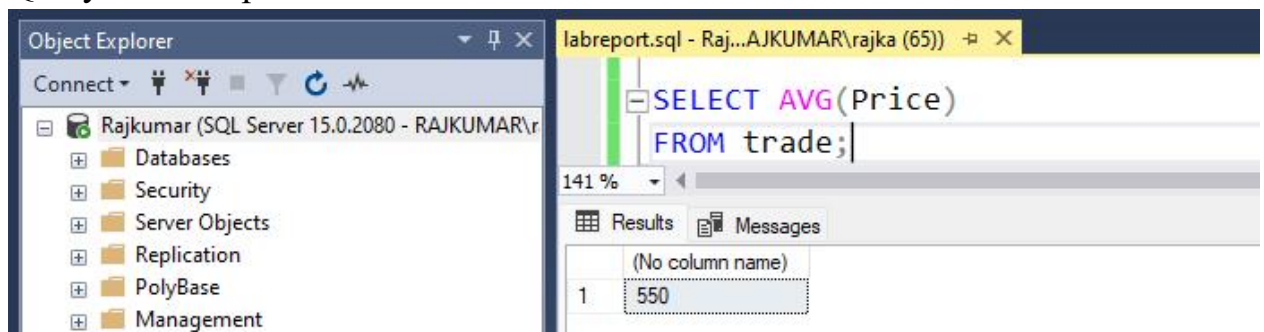 Object Explorer
Connect
Rajkumar (SQL Server 15.0.2080 - RAJKUMAR\r
Databases
Security
Server Objects
Replication
PolyBase
Management
labreport.sql - Raj...AJKUMAR\rajka (65))
SELECT AVG(Price)
FROM trade;
141 %
Results Messages
(No column name)
1 550